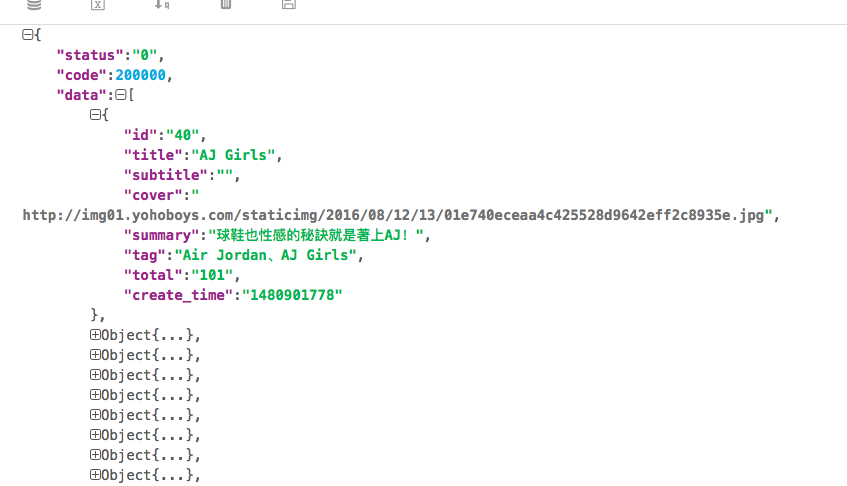 {
"status":"0",
"code":200000,
"data":[
{
"id":"40",
"title":"AJ Girls",
"subtitle":"",
"cover":"
http://img01.yohoboys.com/staticimg/2016/08/12/13/01e740eceaa4c425528d9642eff2c8935e.jpg",
"summary":"球鞋也性感的秘訣就是著上AJ！",
"tag":"Air Jordan、AJ Girls",
"total":"101",
"create_time":"1480901778"
},
Object{...},
Object{...},
Object{...},
Object{...},
Object{...},
Object{...},
Object{...},
Object{...},